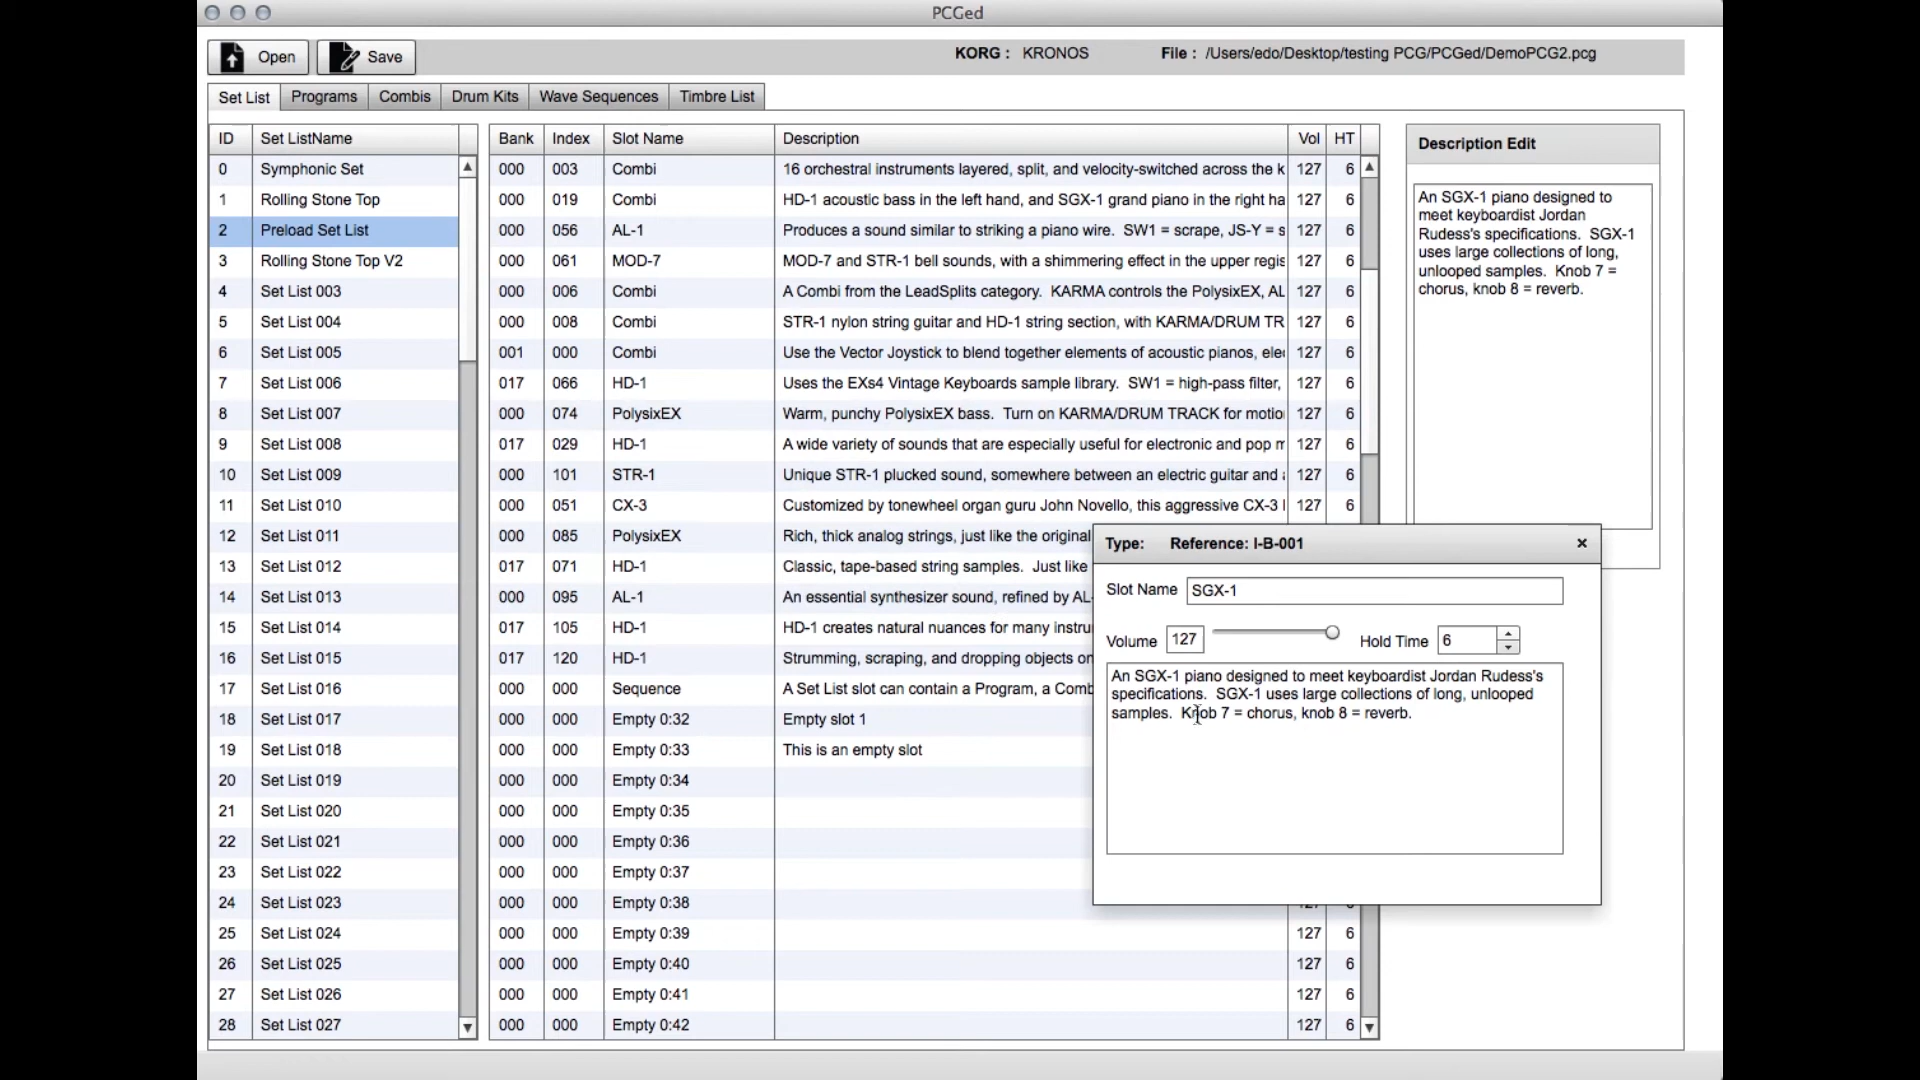 PCGed
Open Save KORG : KRONOS File : /Users/edo/Desktop/testing PCG/PCGed/DemoPCG2.pcg
Set List Programs Combis Drum Kits Wave Sequences Timbre List
ID Set ListName
0 Symphonic Set
1 Rolling Stone Top
2 Preload Set List
3 Rolling Stone Top V2
4 Set List 003
5 Set List 004
6 Set List 005
7 Set List 006
8 Set List 007
9 Set List 008
10 Set List 009
11 Set List 010
12 Set List 011
13 Set List 012
14 Set List 013
15 Set List 014
16 Set List 015
17 Set List 016
18 Set List 017
19 Set List 018
20 Set List 019
21 Set List 020
22 Set List 021
23 Set List 022
24 Set List 023
25 Set List 024
26 Set List 025
27 Set List 026
28 Set List 027
Bank Index Slot Name Description Vol HT
000 003 Combi 16 orchestral instruments layered, split, and velocity-switched across the k 127 6
000 019 Combi HD-1 acoustic bass in the left hand, and SGX-1 grand piano in the right ha 127 6
000 056 AL-1 Produces a sound similar to striking a piano wire. SW1 = scrape, JS-Y = s 127 6
000 061 MOD-7 MOD-7 and STR-1 bell sounds, with a shimmering effect in the upper regis 127 6
000 006 Combi A Combi from the LeadSplits category. KARMA controls the PolysixEX, AL 127 6
000 008 Combi STR-1 nylon string guitar and HD-1 string section, with KARMA/DRUM TR 127 6
001 000 Combi Use the Vector Joystick to blend together elements of acoustic pianos, ele 127 6
017 066 HD-1 Uses the EXs4 Vintage Keyboards sample library. SW1 = high-pass filter, 127 6
000 074 PolysixEX Warm, punchy PolysixEX bass. Turn on KARMA/DRUM TRACK for motio 127 6
017 029 HD-1 A wide variety of sounds that are especially useful for electronic and pop m 127 6
000 101 STR-1 Unique STR-1 plucked sound, somewhere between an electric guitar and 127 6
000 051 CX-3 Customized by tonewheel organ guru John Novello, this aggressive CX-3 127 6
000 085 PolysixEX Rich, thick analog strings, just like the original
017 071 HD-1 Classic, tape-based string samples. Just like
000 095 AL-1 An essential synthesizer sound, refined by AL-
017 105 HD-1 HD-1 creates natural nuances for many instru
017 120 HD-1 Strumming, scraping, and dropping objects on
000 000 Sequence A Set List slot can contain a Program, a Comb
000 000 Empty 0:32 Empty slot 1
000 000 Empty 0:33 This is an empty slot
000 000 Empty 0:34
000 000 Empty 0:35
000 000 Empty 0:36
000 000 Empty 0:37
000 000 Empty 0:38
000 000 Empty 0:39 127 6
000 000 Empty 0:40 127 6
000 000 Empty 0:41 127 6
000 000 Empty 0:42 127 6
Description Edit
An SGX-1 piano designed to
meet keyboardist Jordan
Rudess's specifications. SGX-1
uses large collections of long,
unlooped samples. Knob 7 =
chorus, knob 8 = reverb.
Type: Reference: I-B-001
Slot Name SGX-1
Volume 127 Hold Time 6
An SGX-1 piano designed to meet keyboardist Jordan Rudess's
specifications. SGX-1 uses large collections of long, unlooped
samples. Knob 7 = chorus, knob 8 = reverb.